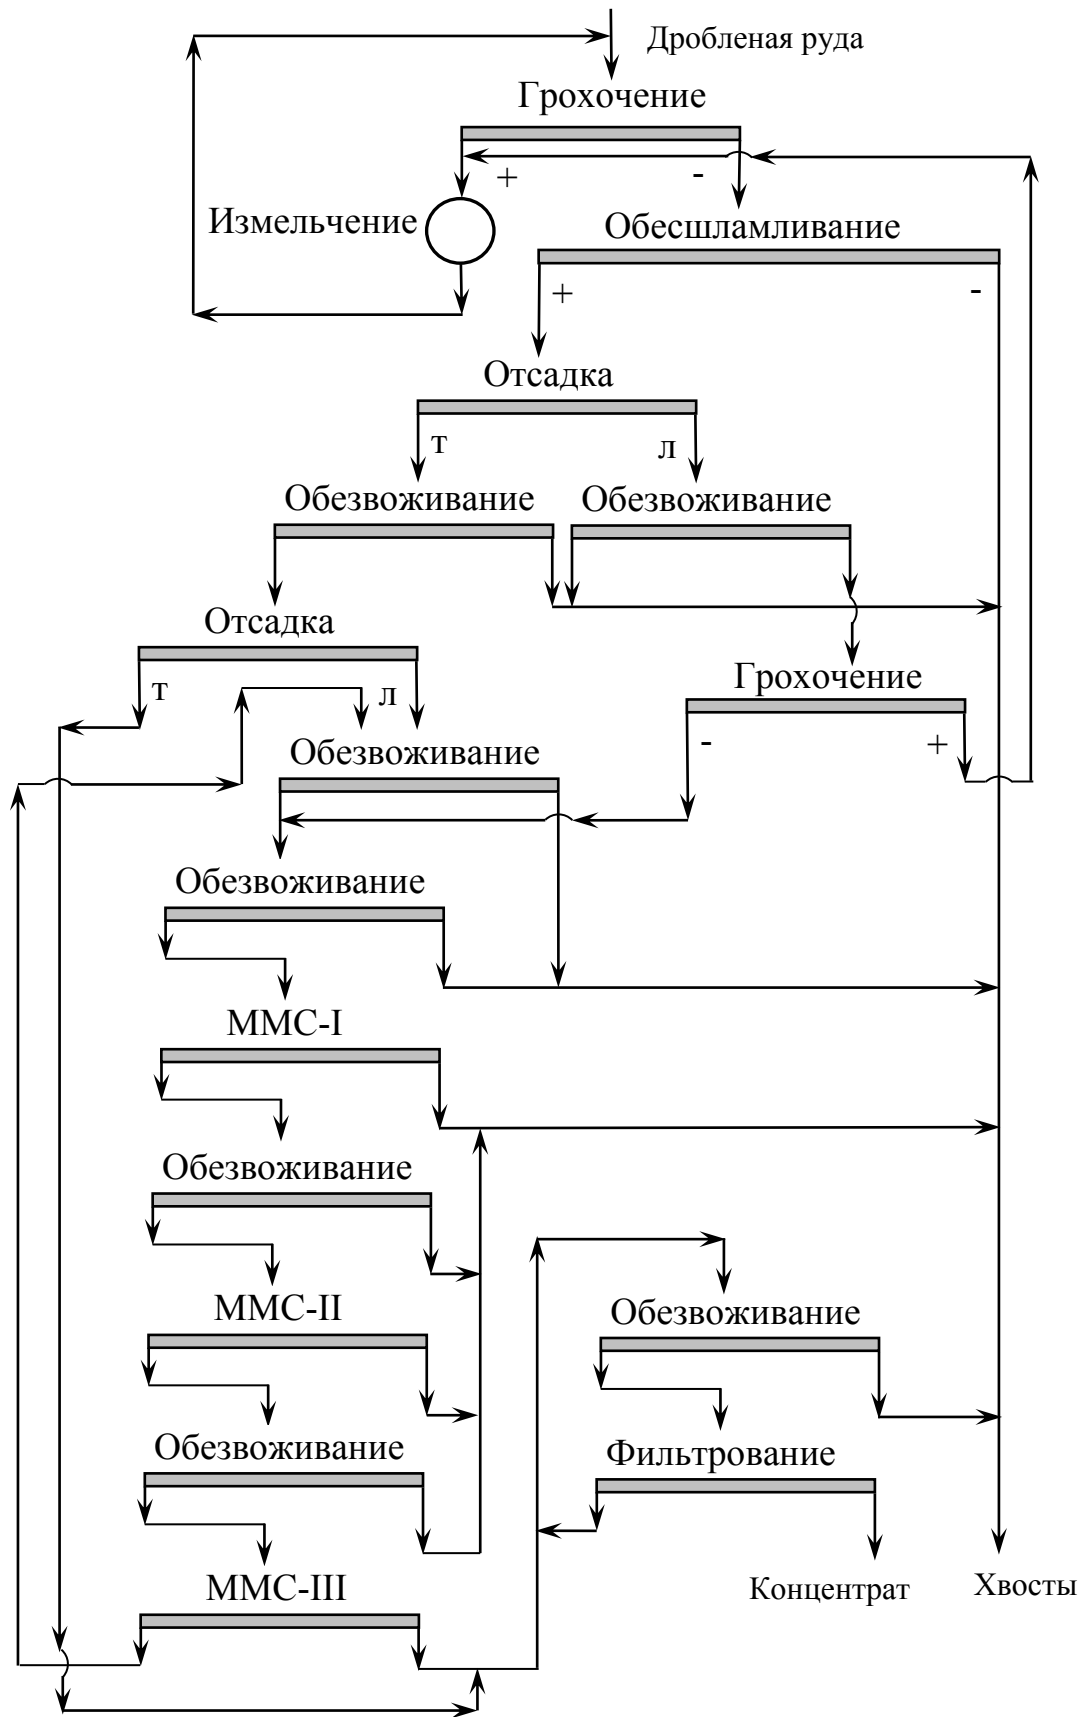 Дробленая руда
Грохочение
+ -
Измельчение
Обесшламливание
+ -
Отсадка
т л
Обезвоживание Обезвоживание
Отсадка
т л
Грохочение
- +
Обезвоживание
Обезвоживание
ММС-I
Обезвоживание
ММС-II
Обезвоживание
Обезвоживание
Фильтрование
ММС-III
Концентрат
Хвосты